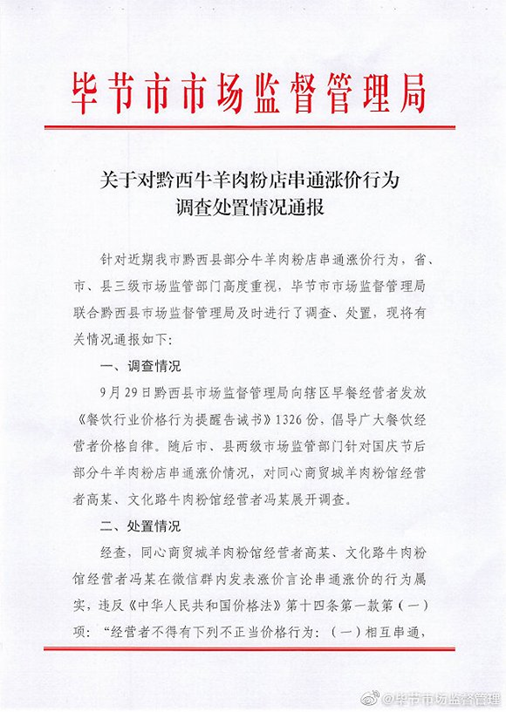 毕节市市场监督管理局
关于对黔西牛羊肉粉店串通涨价行为
调查处置情况通报
针对近期我市黔西县部分牛羊肉粉店串通涨价行为，省、
市、县三级市场监管部门高度重视，毕节市市场监督管理局
联合黔西县市场监督管理局及时进行了调查、处置，现将有
关情况通报如下：
一、调查情况
9月29日黔西县市场监督管理局向辖区早餐经营者发放
《餐饮行业价格行为提醒告诫书》1326份，倡导广大餐饮经
营者价格自律。随后市、县两级市场监管部门针对国庆节后
部分牛羊肉粉店串通涨价情况，对同心商贸城羊肉粉馆经营
者高某、文化路牛肉粉馆经营者冯某展开调查。
二、处置情况
经查，同心商贸城羊肉粉馆经营者高某、文化路牛肉粉
馆经营者冯某在微信群内发表涨价言论串通涨价的行为属
实，违反《中华人民共和国价格法》第十四条第一款第（一）
项：“经营者不得有下列不正当价格行为：（一）相互串通，
@毕节市场监督管理